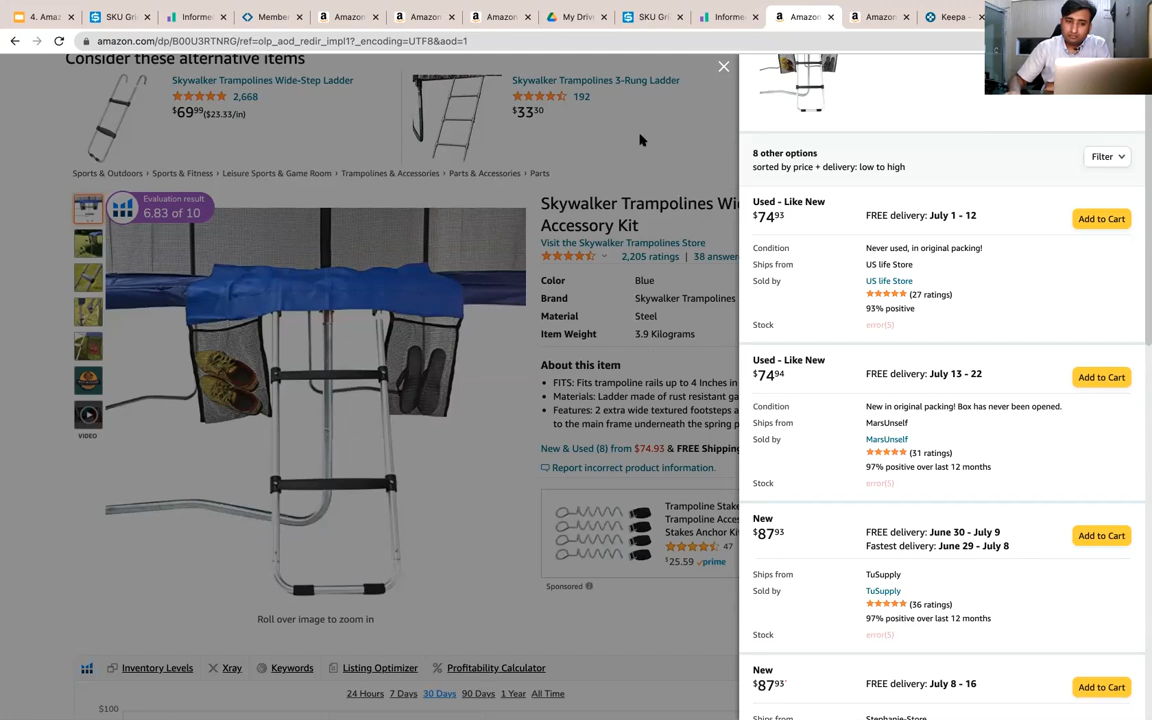 4. Amaz
SKU Gri
Informed
Member
Amazon
Amazon
Amazon
My Driv
SKU Gri
Informed
Amazon
Amazon
Keepa -
amazon.com/dp/B00U3RTNRG/ref=olp_aod_redir_impl1?_encoding=UTF8&aod=1
Consider these alternative items
Skywalker Trampolines Wide-Step Ladder
2,668
$69⁹⁹ ($23.33/in)
Skywalker Trampolines 3-Rung Ladder
192
$33³⁰
Sports & Outdoors › Sports & Fitness › Leisure Sports & Game Room › Trampolines & Accessories › Parts & Accessories › Parts
Evaluation result
6.83 of 10
VIDEO
Roll over image to zoom in
Skywalker Trampolines Wi
Accessory Kit
Visit the Skywalker Trampolines Store
2,205 ratings | 38 answer
Color Blue
Brand Skywalker Trampolines
Material Steel
Item Weight 3.9 Kilograms
About this item
• FITS: Fits trampoline rails up to 4 Inches in
• Materials: Ladder made of rust resistant ga
• Features: 2 extra wide textured footsteps a
to the main frame underneath the spring p
New & Used (8) from $74.93 & FREE Shipping
Report incorrect product information.
Trampoline Stake
Trampoline Acces
Stakes Anchor Ki
47
$25.59 prime
Sponsored
Inventory Levels
Xray
Keywords
Listing Optimizer
Profitability Calculator
24 Hours 7 Days 30 Days 90 Days 1 Year All Time
$100
8 other options
sorted by price + delivery: low to high
Filter
Used - Like New
$74⁹³
FREE delivery: July 1 - 12
Add to Cart
Condition Never used, in original packing!
Ships from US life Store
Sold by US life Store
(27 ratings)
93% positive
Stock error(5)
Used - Like New
$74⁹⁴
FREE delivery: July 13 - 22
Add to Cart
Condition New in original packing! Box has never been opened.
Ships from MarsUnself
Sold by MarsUnself
(31 ratings)
97% positive over last 12 months
Stock error(5)
New
$87⁹³
FREE delivery: June 30 - July 9
Fastest delivery: June 29 - July 8
Add to Cart
Ships from TuSupply
Sold by TuSupply
(36 ratings)
97% positive over last 12 months
Stock error(5)
New
$87⁹³
FREE delivery: July 8 - 16
Add to Cart
Ships from Stephanie-Store